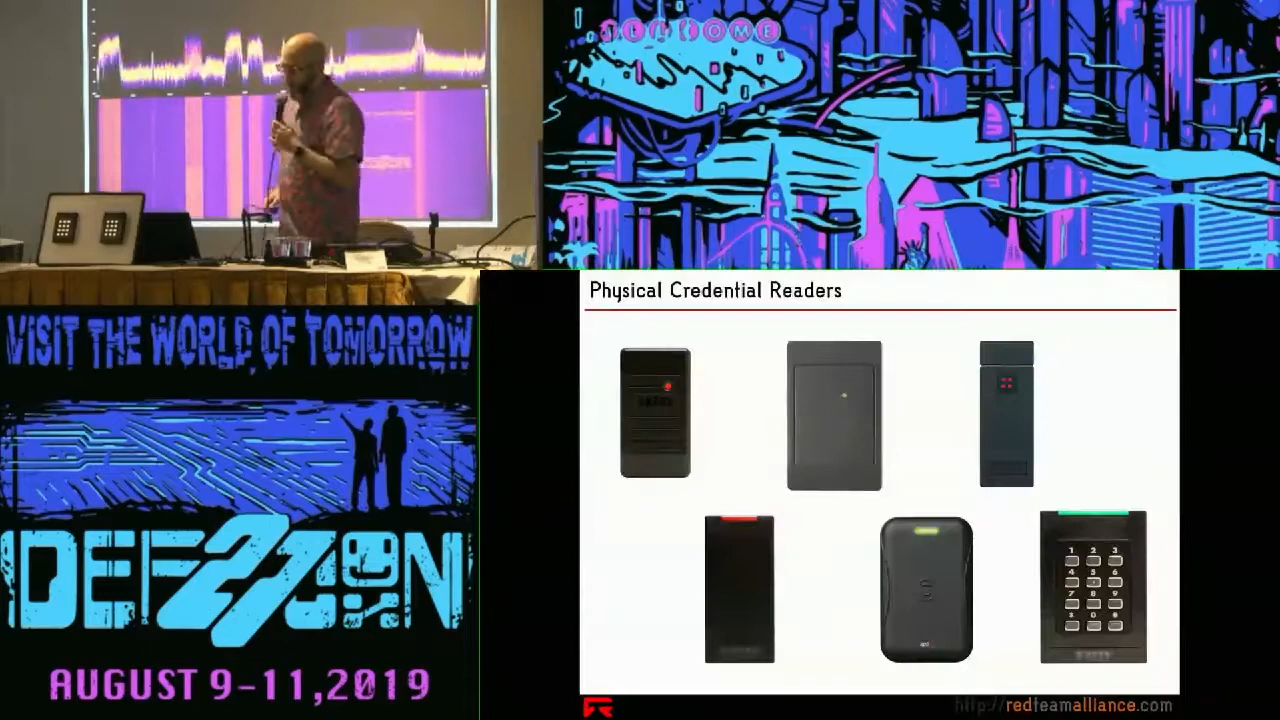 WELCOME
VISIT THE WORLD OF TOMORROW
DEF CON
27
AUGUST 9-11,2019
Physical Credential Readers
1 2 3
4 5 6
7 8 9
* 0 #
http://redteamalliance.com